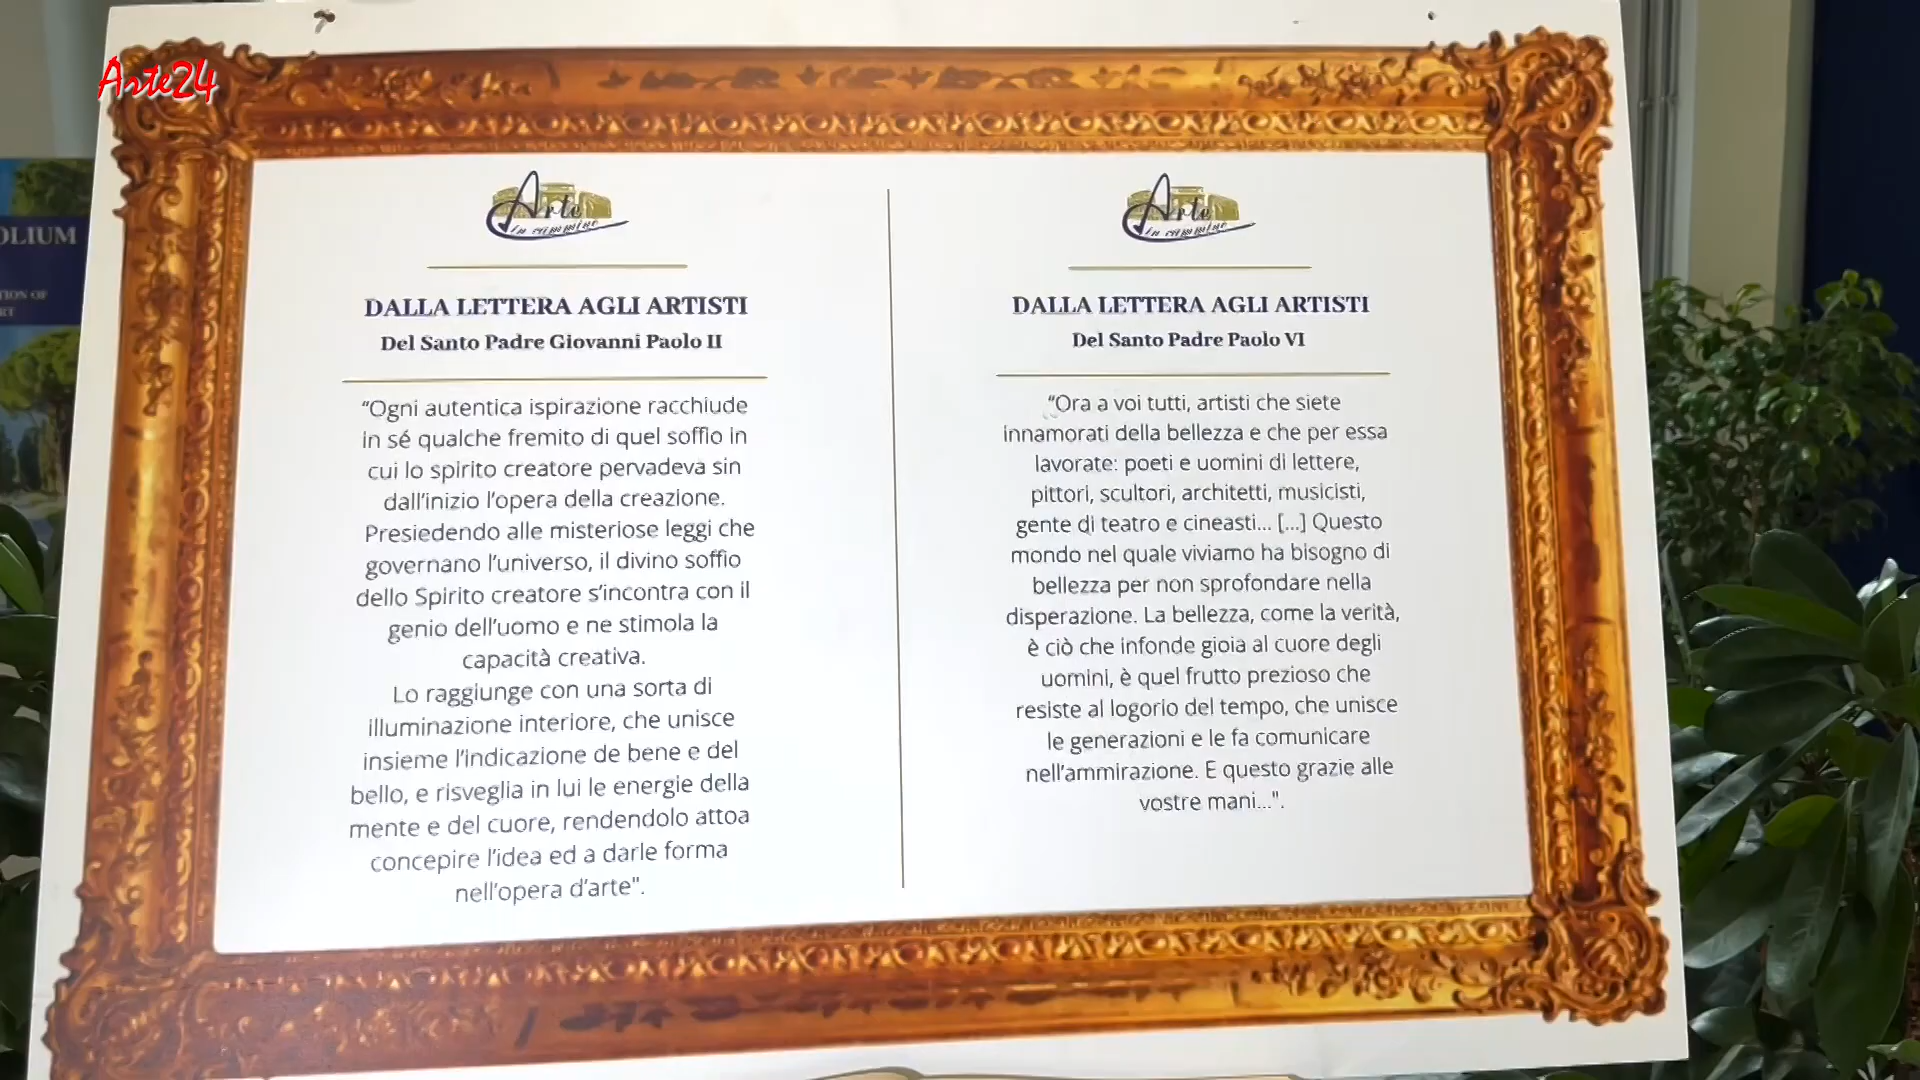 Arte24
OLIUM
TION OF
RT
Arte
in cammino
DALLA LETTERA AGLI ARTISTI
Del Santo Padre Giovanni Paolo II
“Ogni autentica ispirazione racchiude
in sé qualche fremito di quel soffio in
cui lo spirito creatore pervadeva sin
dall'inizio l'opera della creazione.
Presiedendo alle misteriose leggi che
governano l'universo, il divino soffio
dello Spirito creatore s'incontra con il
genio dell'uomo e ne stimola la
capacità creativa.
Lo raggiunge con una sorta di
illuminazione interiore, che unisce
insieme l'indicazione de bene e del
bello, e risveglia in lui le energie della
mente e del cuore, rendendolo attoa
concepire l'idea ed a darle forma
nell'opera d'arte".
Arte
in cammino
DALLA LETTERA AGLI ARTISTI
Del Santo Padre Paolo VI
“Ora a voi tutti, artisti che siete
innamorati della bellezza e che per essa
lavorate: poeti e uomini di lettere,
pittori, scultori, architetti, musicisti,
gente di teatro e cineasti... [...] Questo
mondo nel quale viviamo ha bisogno di
bellezza per non sprofondare nella
disperazione. La bellezza, come la verità,
è ciò che infonde gioia al cuore degli
uomini, è quel frutto prezioso che
resiste al logorio del tempo, che unisce
le generazioni e le fa comunicare
nell'ammirazione. E questo grazie alle
vostre mani...".